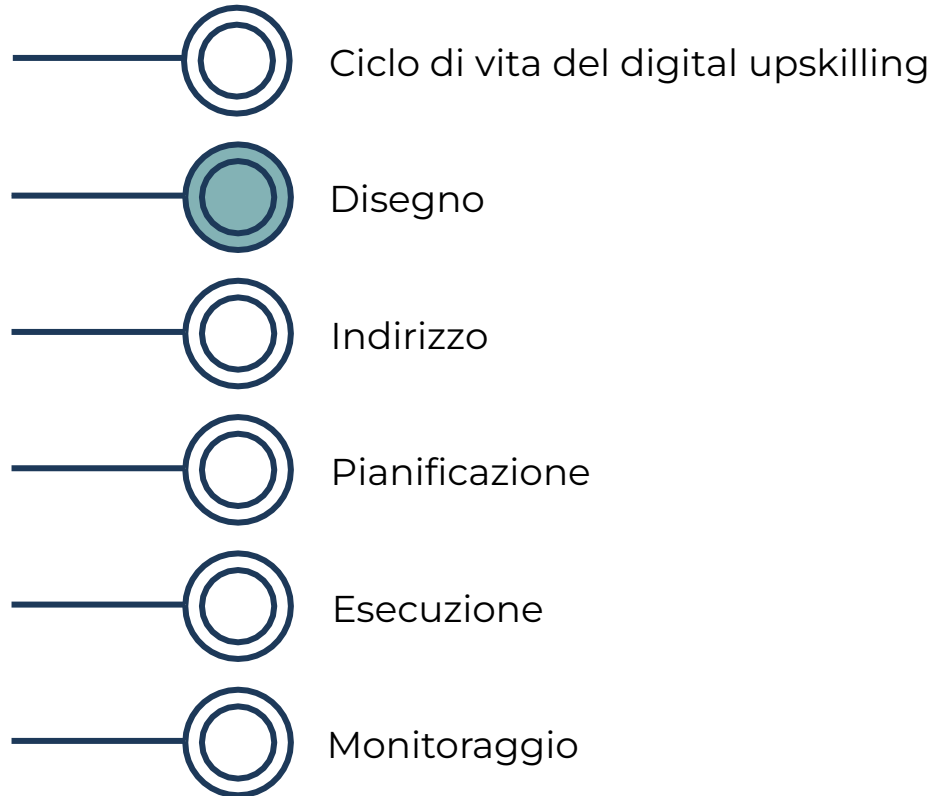 Ciclo di vita del digital upskilling
Disegno
Indirizzo
Pianificazione
Esecuzione
Monitoraggio